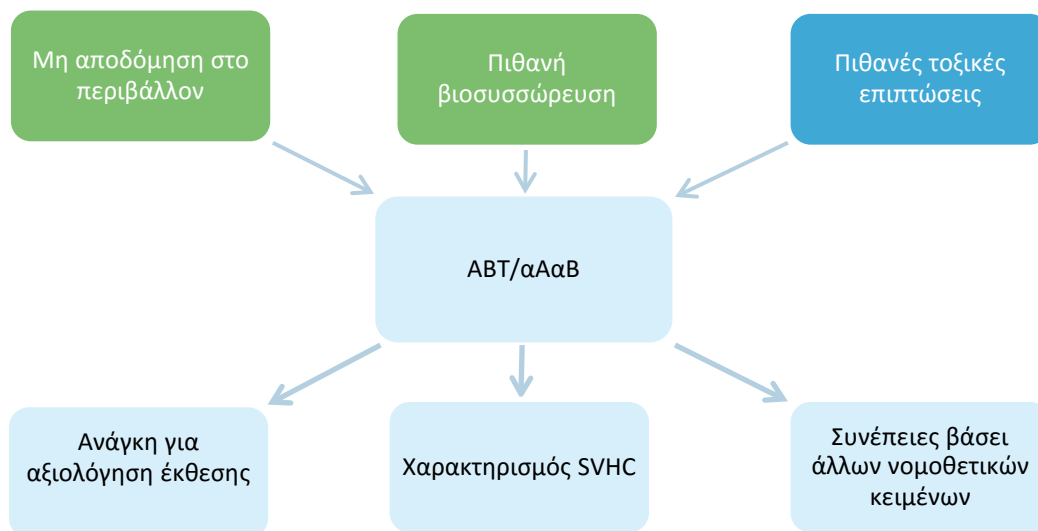 Μη αποδόμηση στο
περιβάλλον
Πιθανή
βιοσυσσώρευση
Πιθανές τοξικές
επιπτώσεις
ΑΒΤ/αΑαΒ
Ανάγκη για
αξιολόγηση έκθεσης
Χαρακτηρισμός SVHC
Συνέπειες βάσει
άλλων νομοθετικών
κειμένων